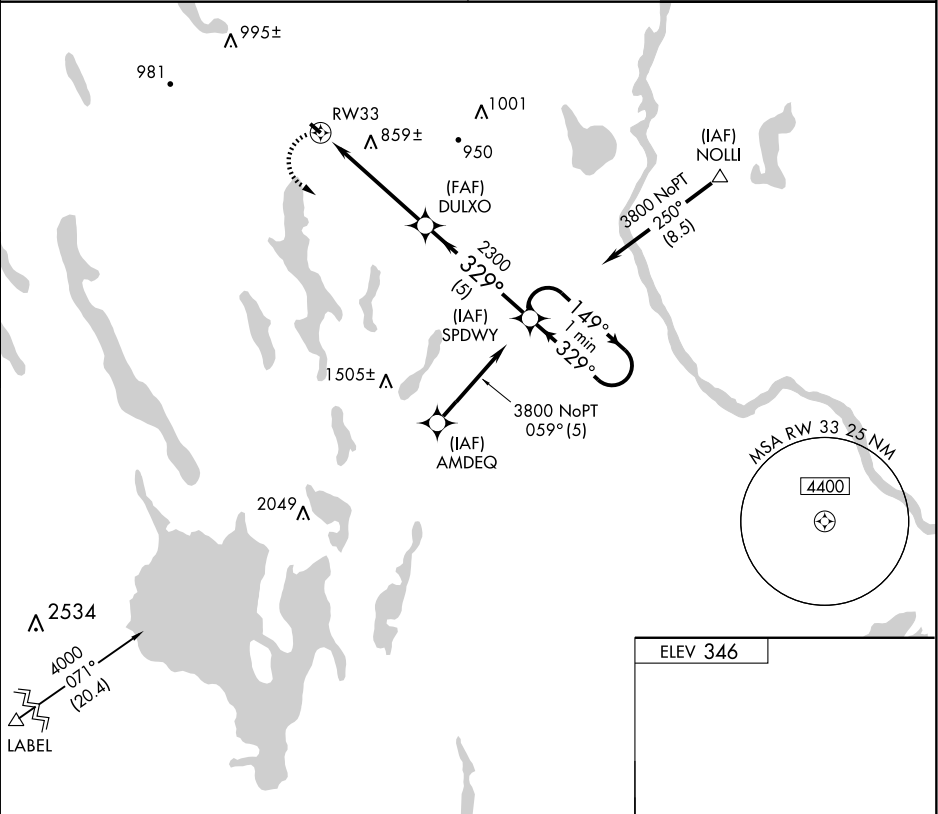 995±
981
RW33
1001
859±
950
(IAF)
NOLLI
3800 NoPT
250°
(8.5)
(FAF)
DULXO
2300
329°
(5)
(IAF)
SPDWY
149°
1 min
329°
1505±
3800 NoPT
059° (5)
(IAF)
AMDEQ
MSA RW 33 25 NM
4400
2049
2534
4000
071°
(20.4)
LABEL
ELEV 346